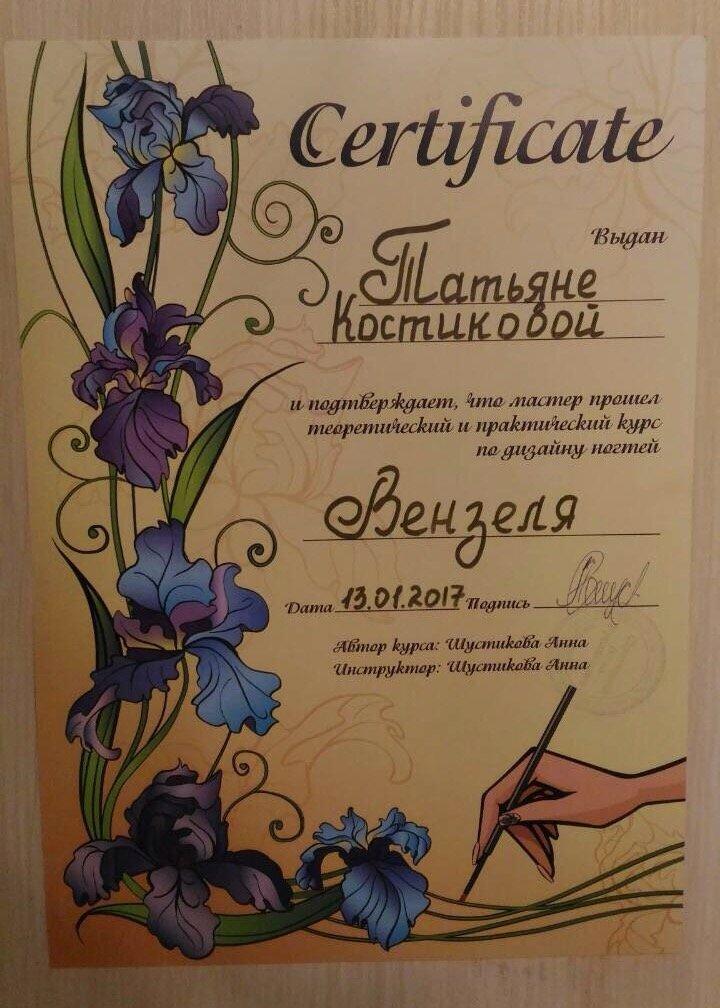 Certificate
Выдан
Татьяне
Костиковой
и подтверждает, что мастер прошел
теоретический и практический курс
по дизайну ногтей
Вензеля
Дата 13.01.2017 Подпись
Автор курса: Шустикова Анна
Инструктор: Шустикова Анна